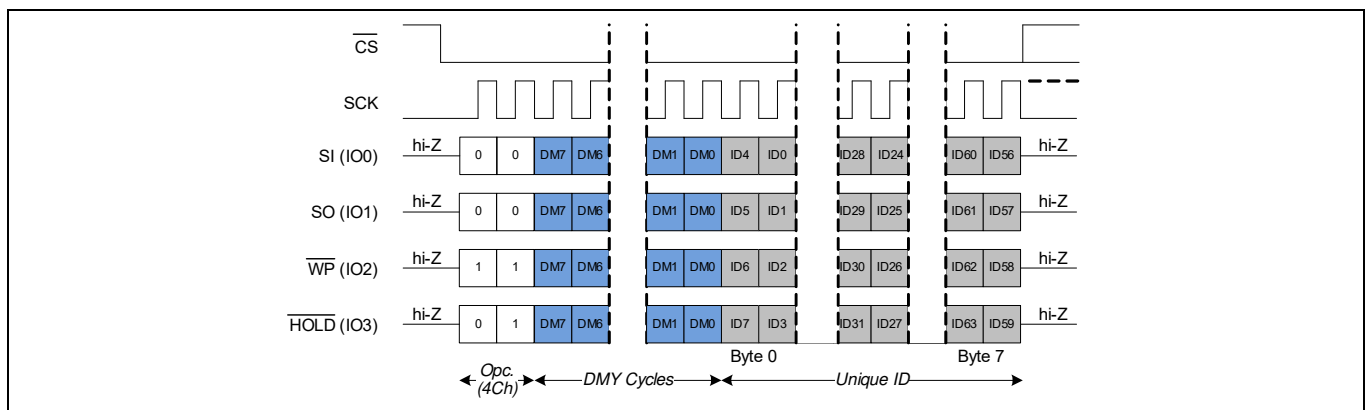 CS
SCK
SI (IO0) hi-Z 0 0 DM7 DM6 DM1 DM0 ID4 ID0 ID28 ID24 ID60 ID56 hi-Z
SO (IO1) hi-Z 0 0 DM7 DM6 DM1 DM0 ID5 ID1 ID29 ID25 ID61 ID57 hi-Z
WP (IO2) hi-Z 1 1 DM7 DM6 DM1 DM0 ID6 ID2 ID30 ID26 ID62 ID58 hi-Z
HOLD (IO3) hi-Z 0 1 DM7 DM6 DM1 DM0 ID7 ID3 ID31 ID27 ID63 ID59 hi-Z
Byte 0 Byte 7
Opc.
(4Ch) DMY Cycles Unique ID